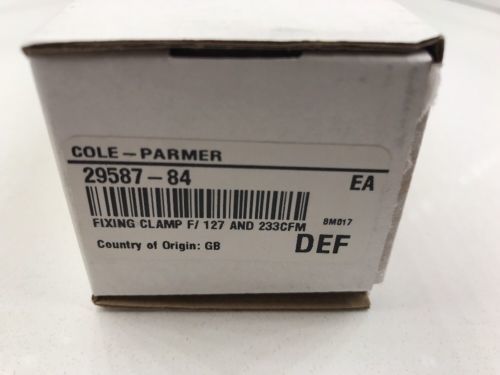 COLE-PARMER
29587-84 EA
FIXING CLAMP F/ 127 AND 233CFM 8M017
Country of Origin: GB DEF